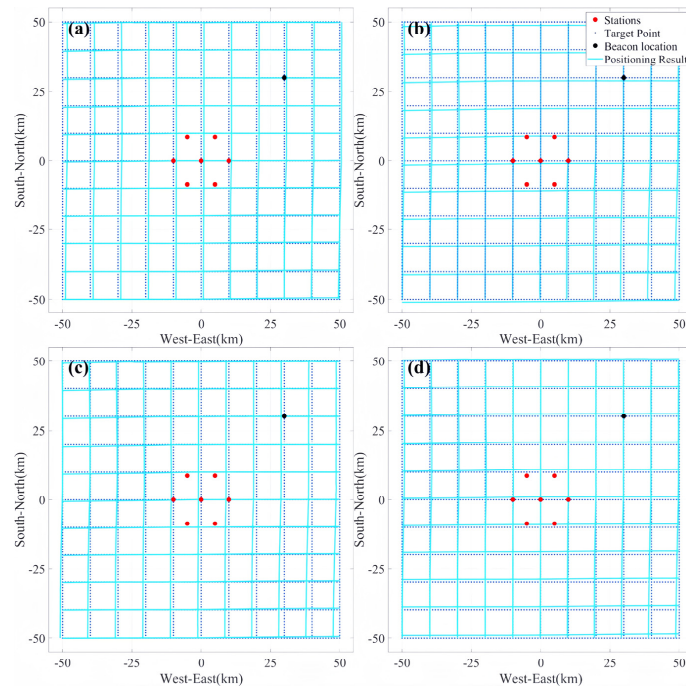 (a)
50
25
0
-25
-50
South-North(km)
-50 -25 0 25 50
West-East(km)
(b)
Stations
Target Point
Beacon location
Positioning Result
50
25
0
-25
-50
South-North(km)
-50 -25 0 25 50
West-East(km)
(c)
50
25
0
-25
-50
South-North(km)
-50 -25 0 25 50
West-East(km)
(d)
50
25
0
-25
-50
South-North(km)
-50 -25 0 25 50
West-East(km)